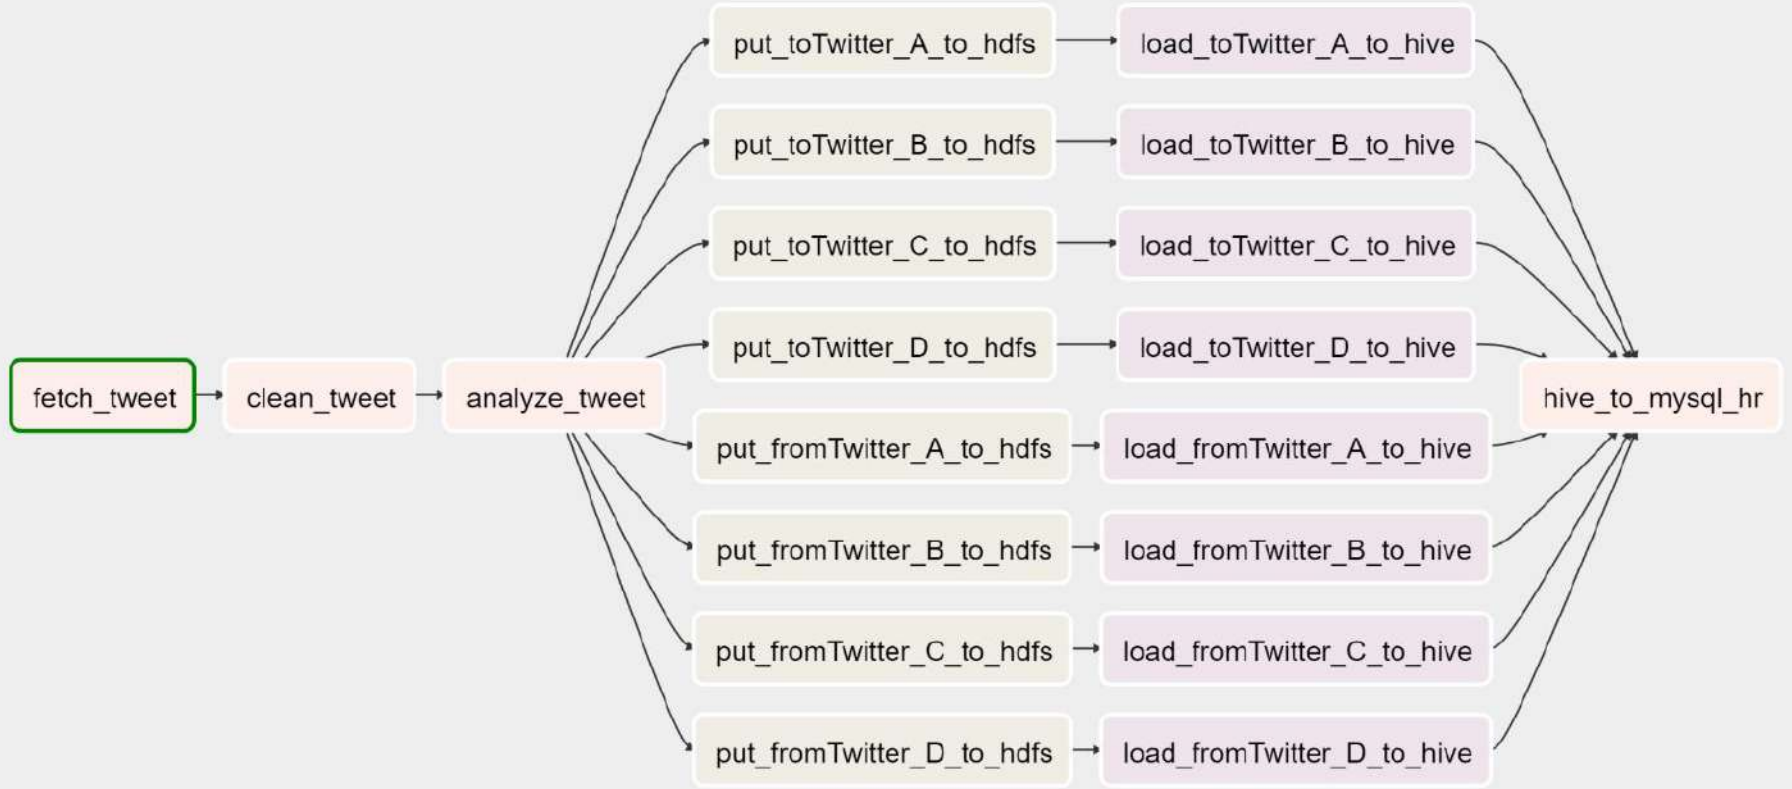 put_toTwitter_A_to_hdfs
load_toTwitter_A_to_hive
put_toTwitter_B_to_hdfs
load_toTwitter_B_to_hive
put_toTwitter_C_to_hdfs
load_toTwitter_C_to_hive
put_toTwitter_D_to_hdfs
load_toTwitter_D_to_hive
fetch_tweet
clean_tweet
analyze_tweet
hive_to_mysql_hr
put_fromTwitter_A_to_hdfs
load_fromTwitter_A_to_hive
put_fromTwitter_B_to_hdfs
load_fromTwitter_B_to_hive
put_fromTwitter_C_to_hdfs
load_fromTwitter_C_to_hive
put_fromTwitter_D_to_hdfs
load_fromTwitter_D_to_hive